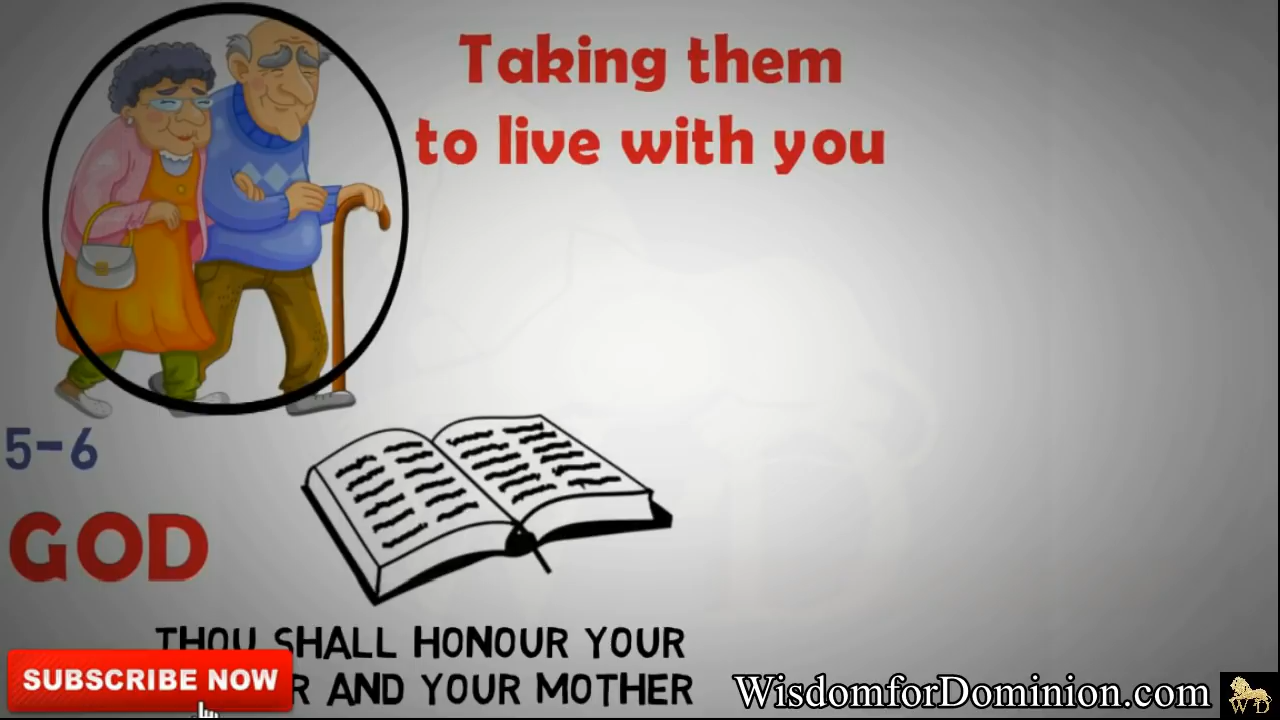 Taking them
to live with you
5-6
GOD
THOU SHALL HONOUR YOUR
R AND YOUR MOTHER
SUBSCRIBE NOW
WisdomforDominion.com
WD